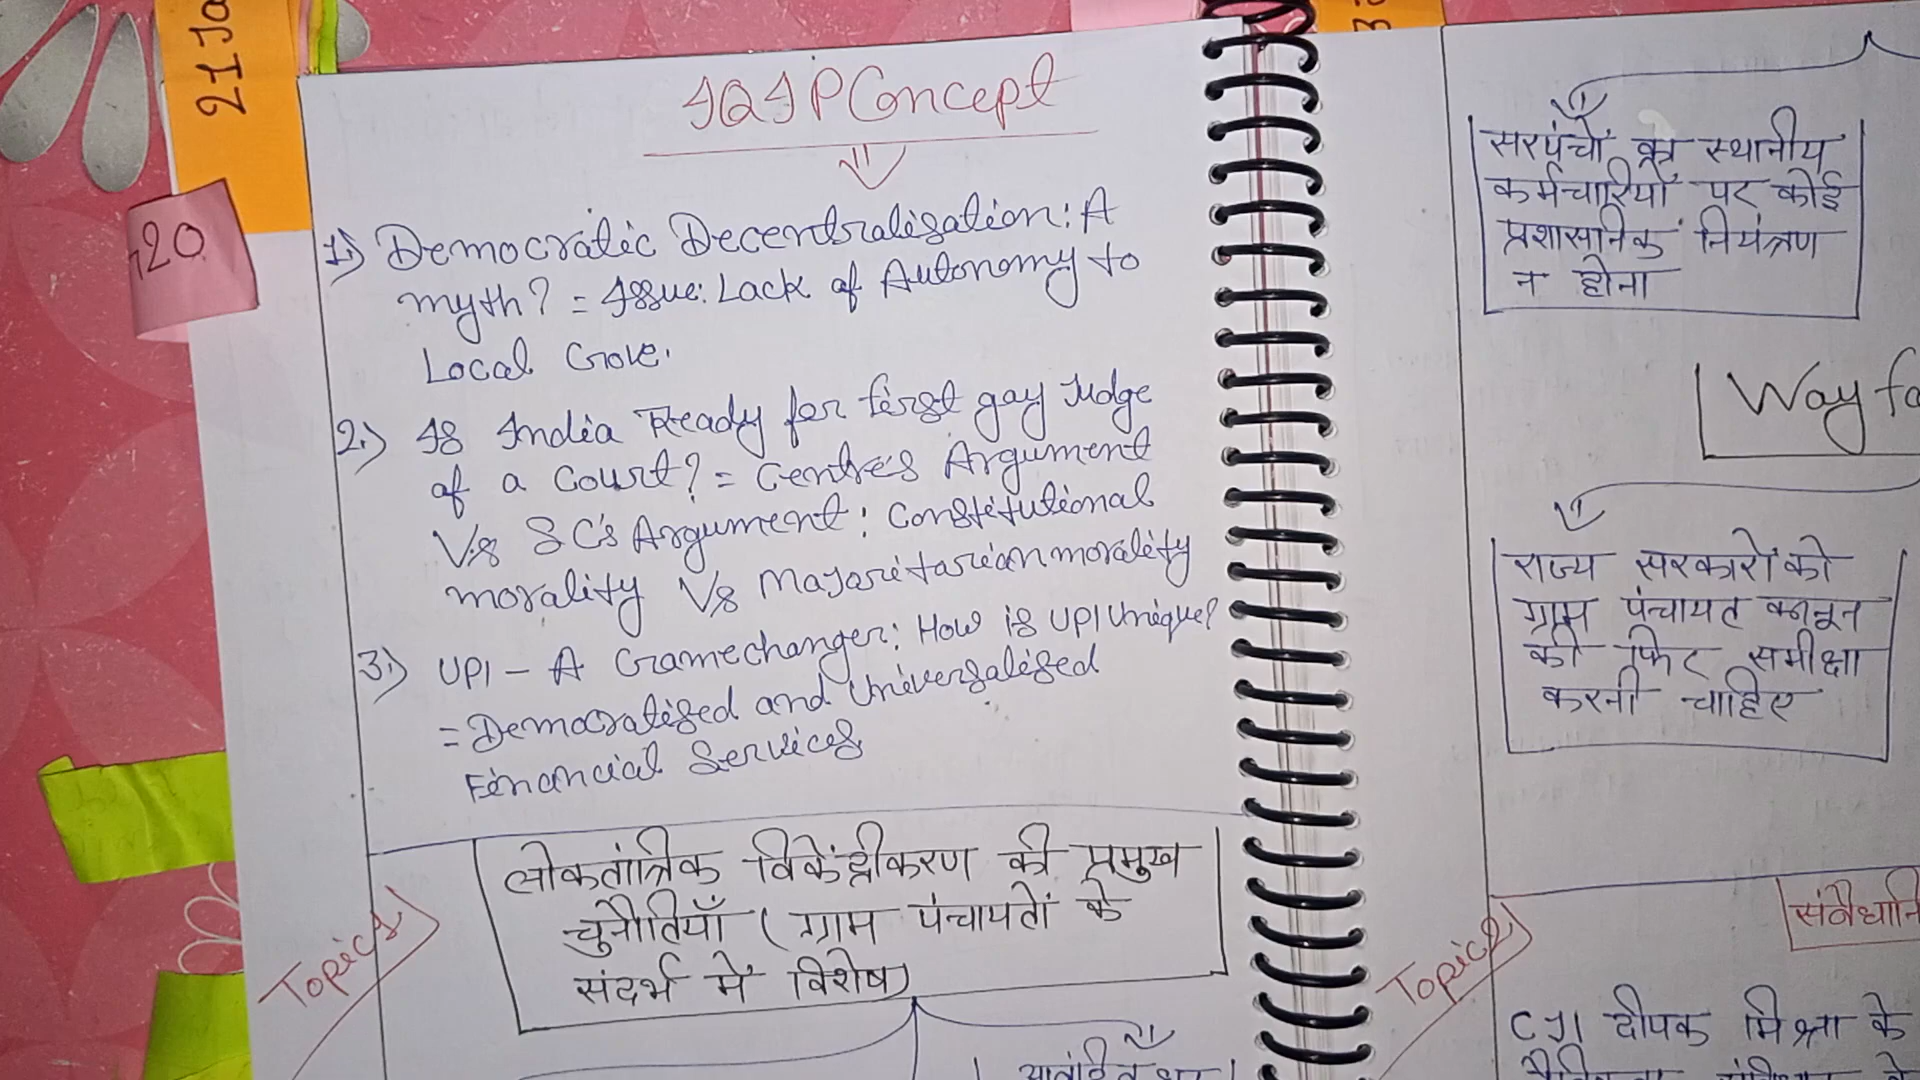 21 Ja
20
IQIP Concept
1.) Democratic Decentralisation: A
myth? = Issue: Lack of Autonomy to
Local Gove.
2.) Is India Ready for first gay Judge
of a Court? = Centre's Argument
V/s SC's Argument: Constitutional
morality V/s Majoritarian morality
3.) UPI - A Gamechanger: How is UPI Unique?
= Democratised and Universalised
Financial Services
Topic 1
लोकतांत्रिक विकेंद्रीकरण की प्रमुख
चुनौतियाँ ( ग्राम पंचायतों के
संदर्भ में विशेष)
सरपंचों का स्थानीय
कर्मचारियों पर कोई
प्रशासनिक नियंत्रण
न होना
Way fo
राज्य सरकारों को
ग्राम पंचायत कानून
की फिर समीक्षा
करनी चाहिए
Topic 2
संवैधानि
CJI दीपक मिश्रा के